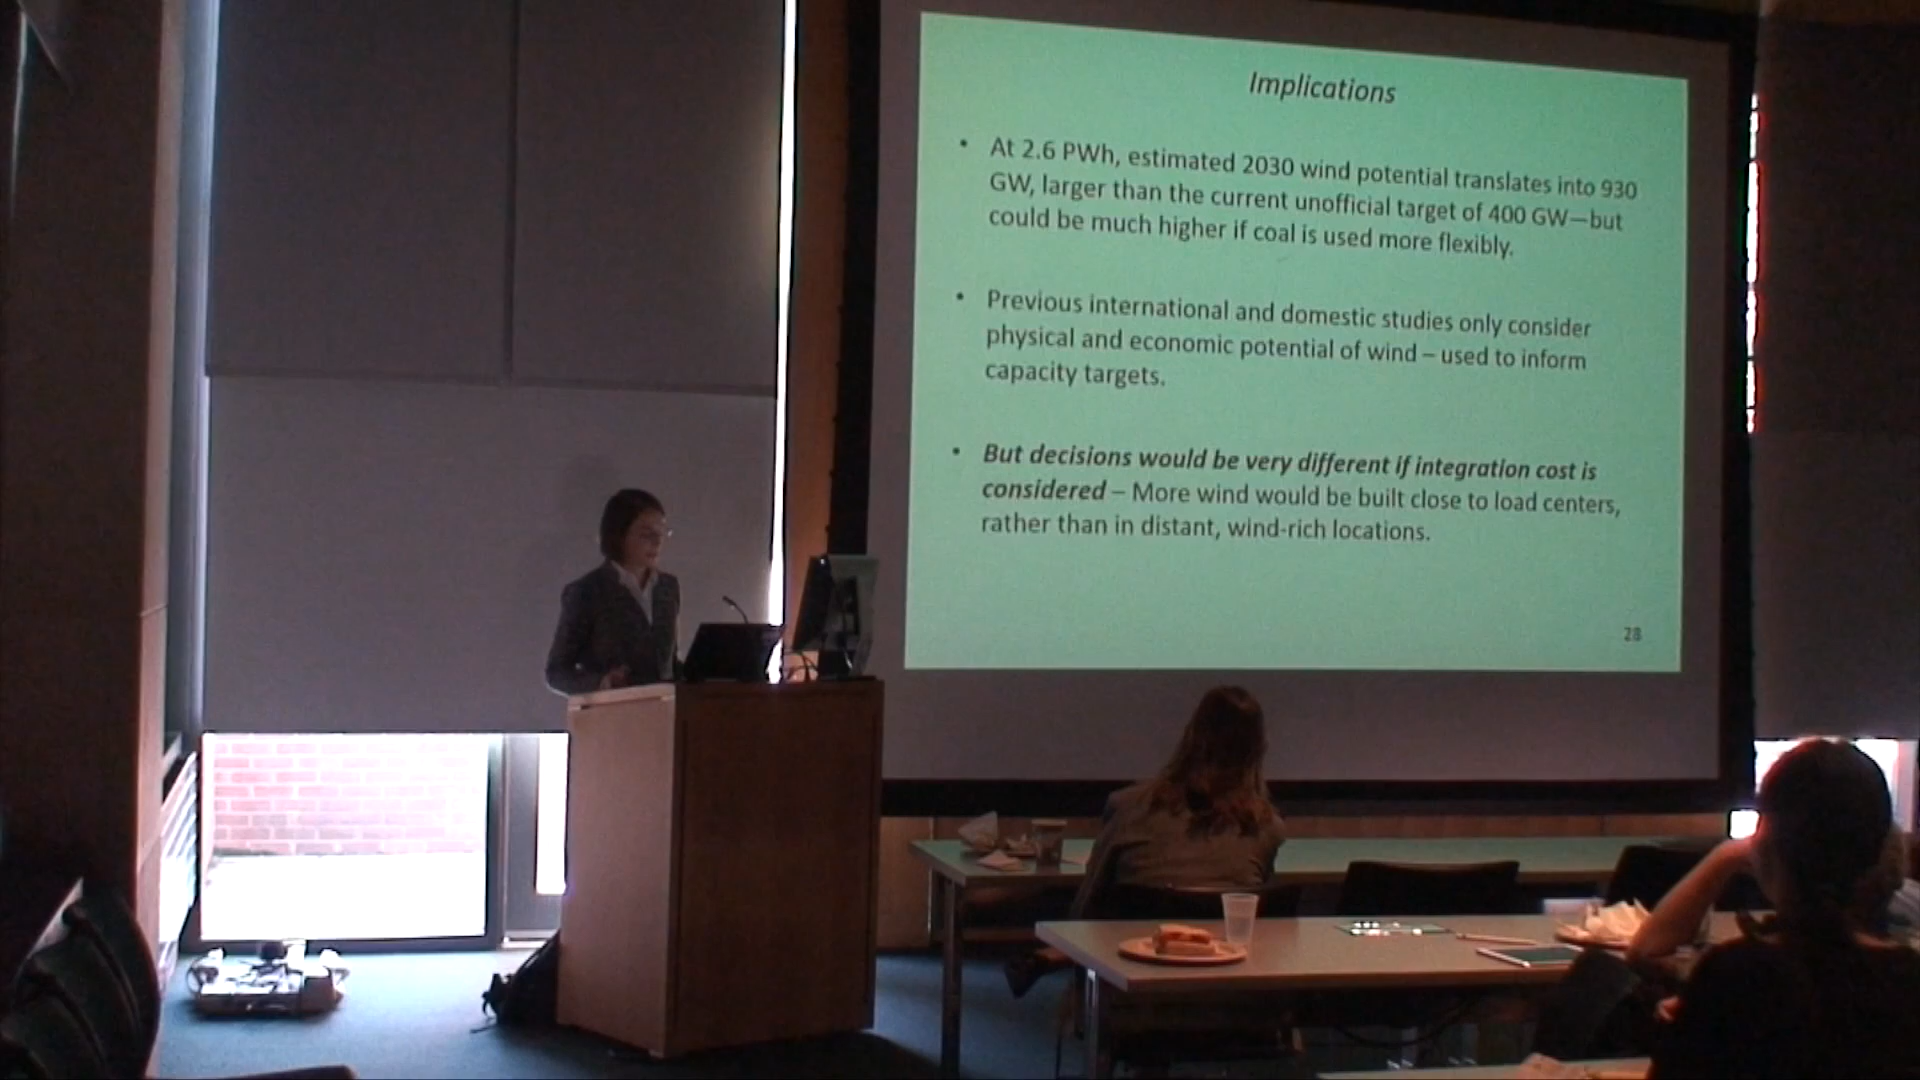 Implications
• At 2.6 PWh, estimated 2030 wind potential translates into 930
GW, larger than the current unofficial target of 400 GW—but
could be much higher if coal is used more flexibly.
• Previous international and domestic studies only consider
physical and economic potential of wind – used to inform
capacity targets.
• But decisions would be very different if integration cost is
considered – More wind would be built close to load centers,
rather than in distant, wind-rich locations.
28